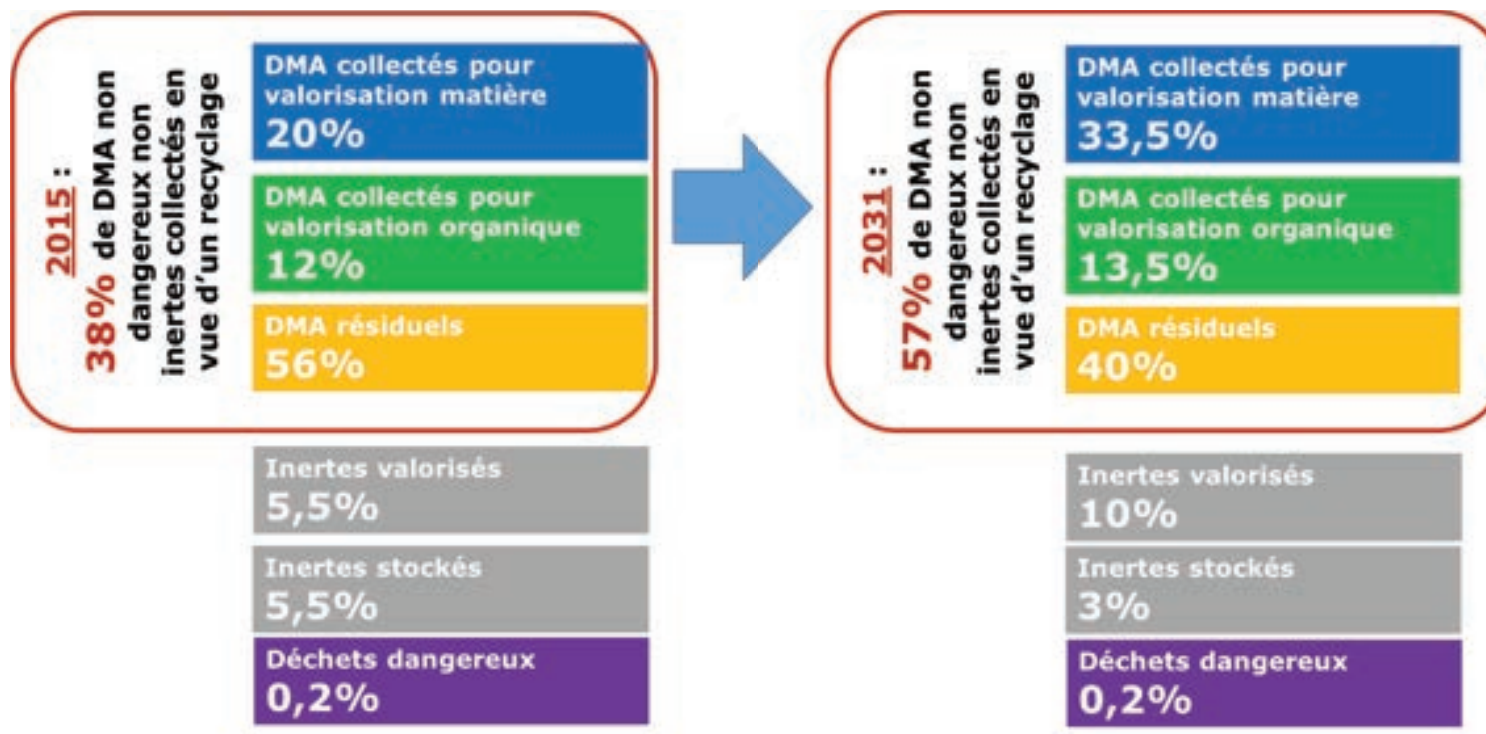 2015 :
38% de DMA non
dangereux non
inertes collectés en
vue d'un recyclage
DMA collectés pour
valorisation matière
20%
DMA collectés pour
valorisation organique
12%
DMA résiduels
56%
Inertes valorisés
5,5%
Inertes stockés
5,5%
Déchets dangereux
0,2%
2031 :
57% de DMA non
dangereux non
inertes collectés en
vue d'un recyclage
DMA collectés pour
valorisation matière
33,5%
DMA collectés pour
valorisation organique
13,5%
DMA résiduels
40%
Inertes valorisés
10%
Inertes stockés
3%
Déchets dangereux
0,2%